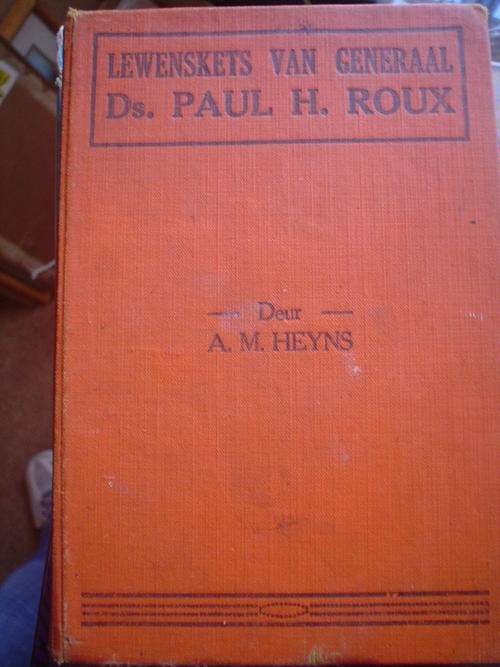 LEWENSKETS VAN GENERAAL
Ds. PAUL H. ROUX
— Deur —
A. M. HEYNS